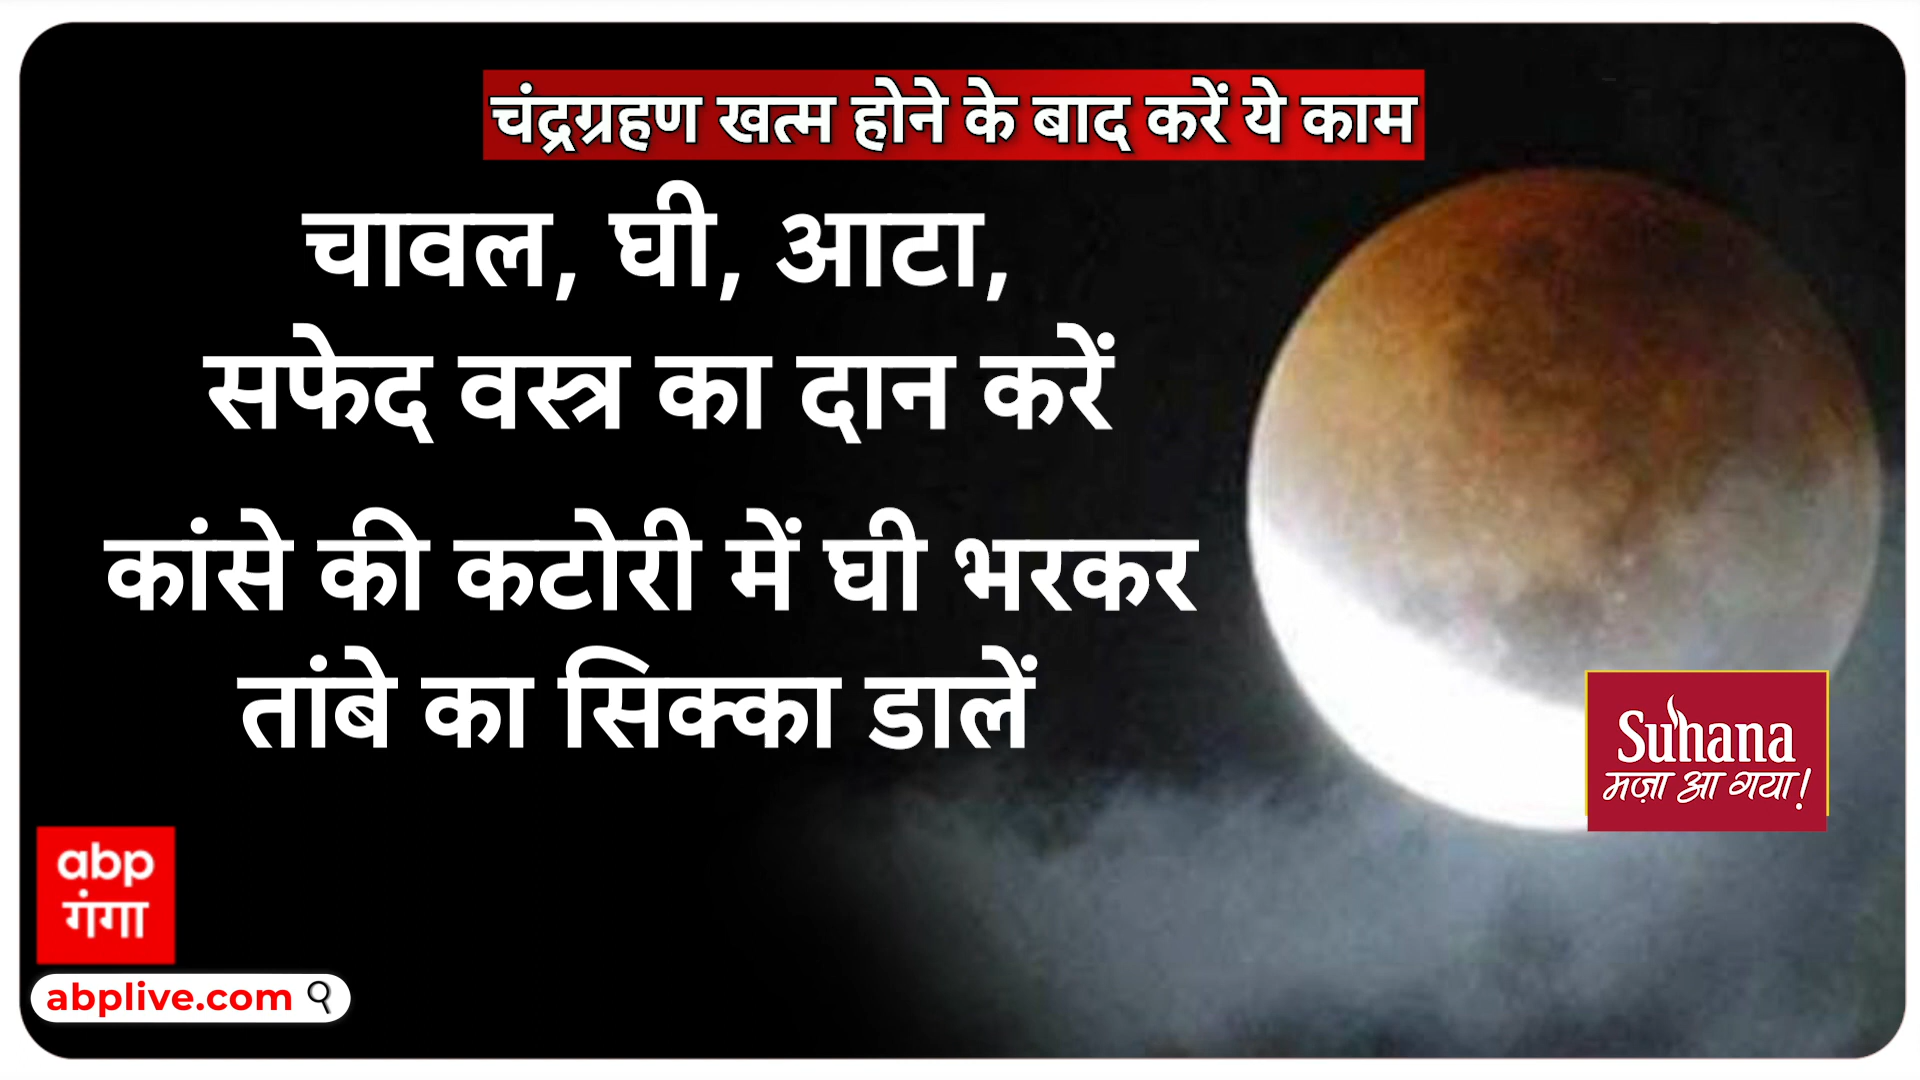 चंद्रग्रहण खत्म होने के बाद करें ये काम
चावल, घी, आटा,
सफेद वस्त्र का दान करें
कांसे की कटोरी में घी भरकर
तांबे का सिक्का डालें
Suhana
मज़ा आ गया!
abp
गंगा
abplive.com